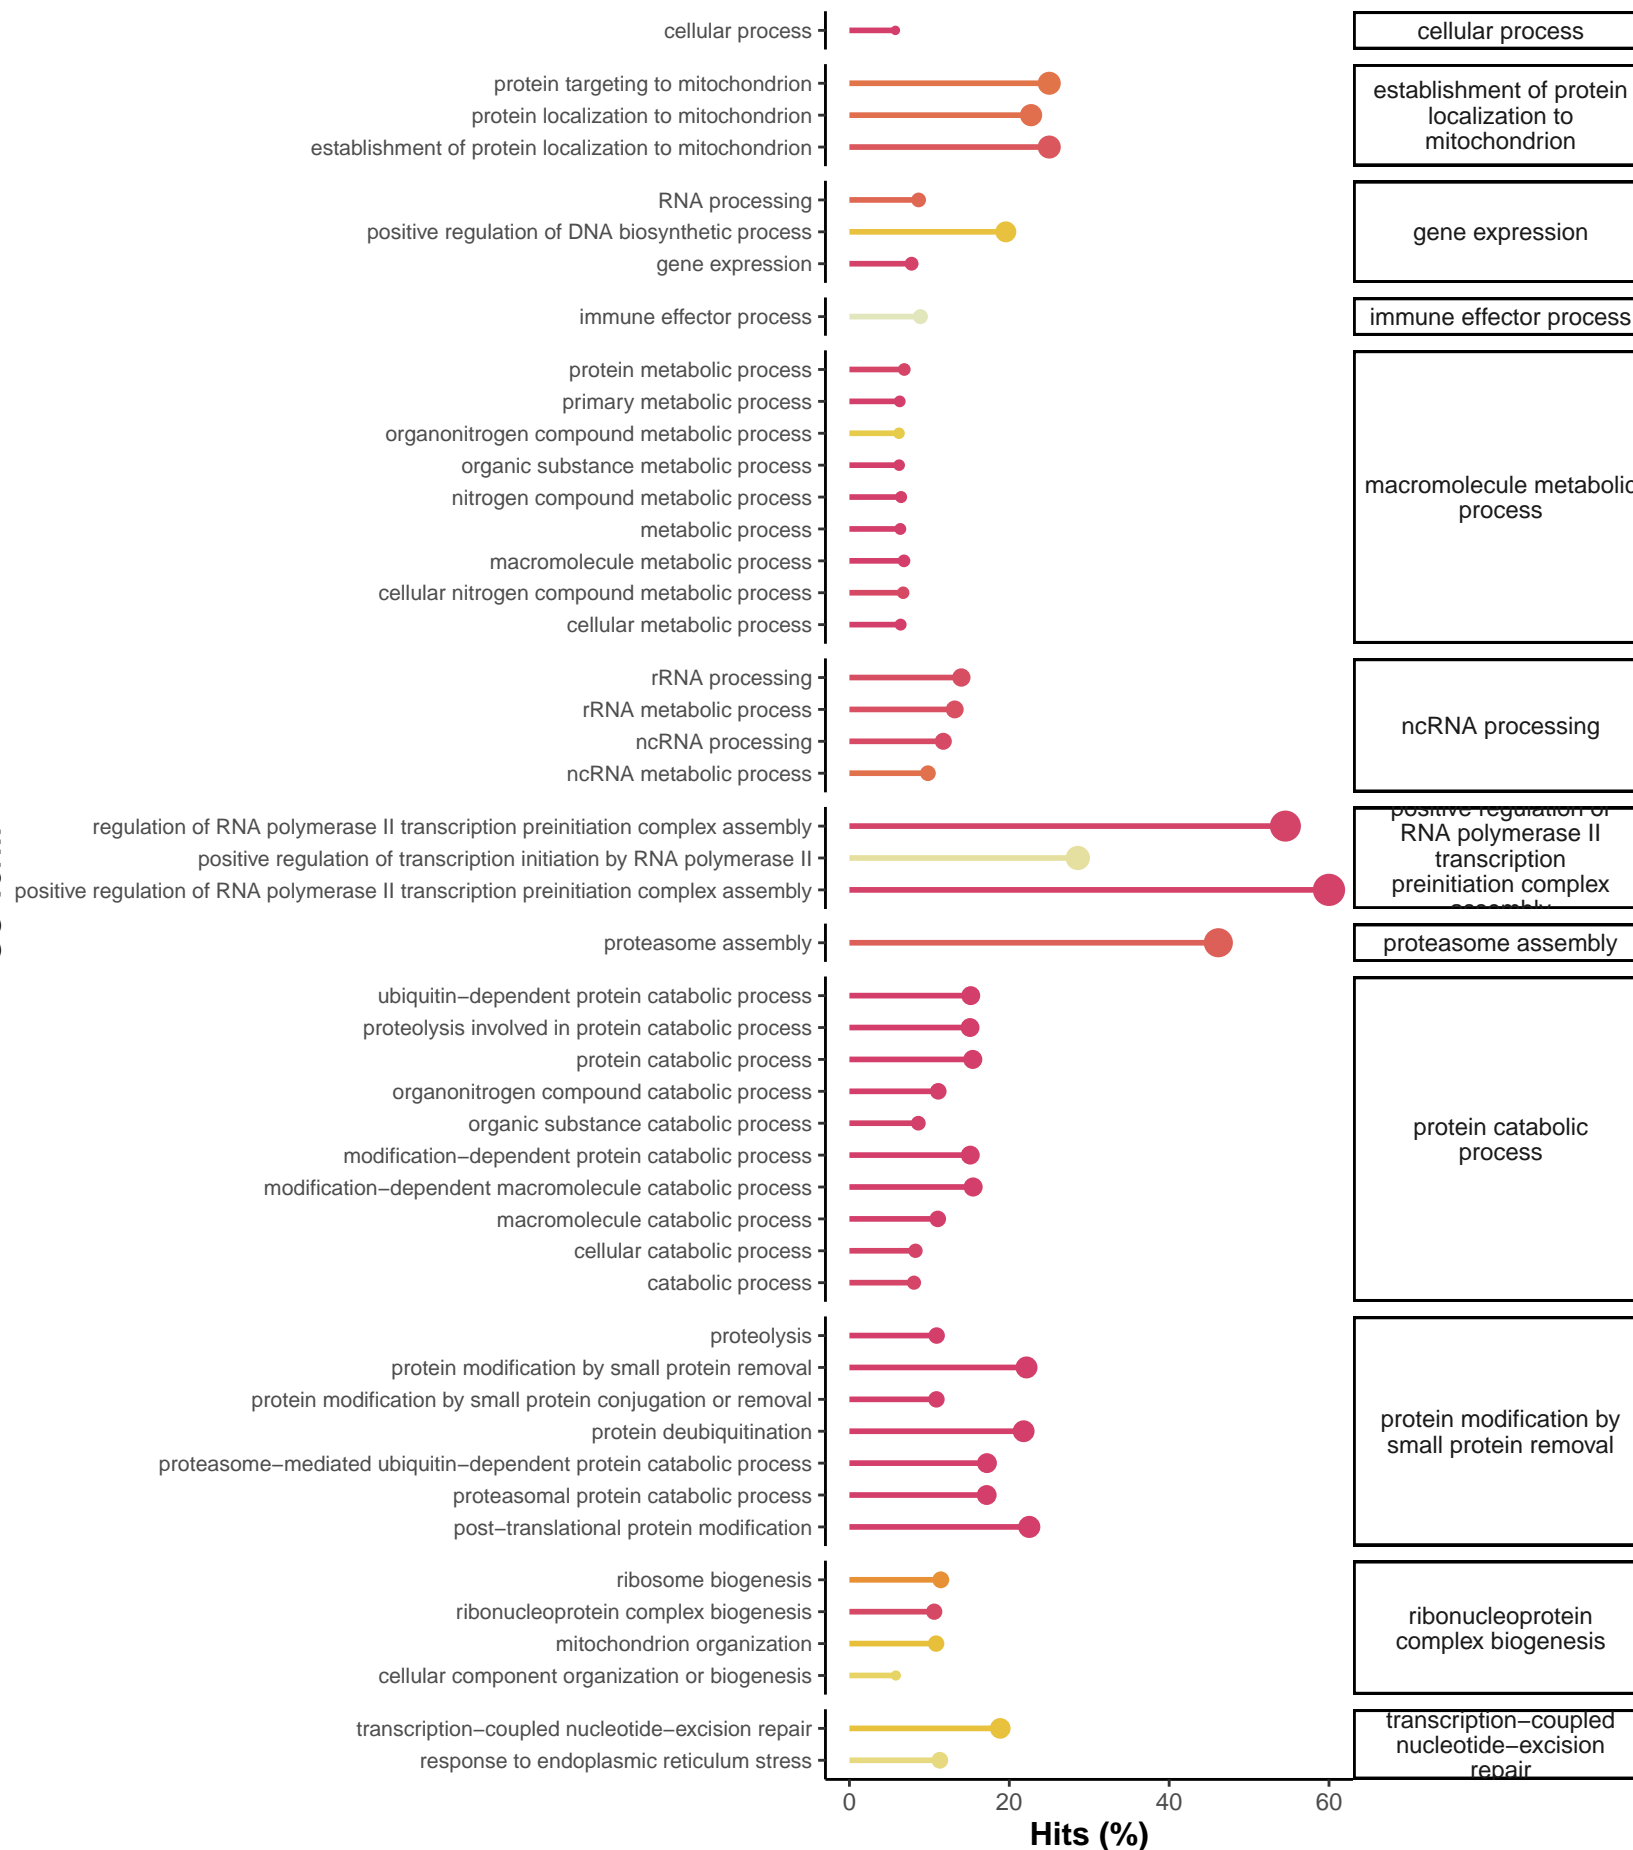 cellular process
cellular process
protein targeting to mitochondrion
protein localization to mitochondrion
establishment of protein localization to mitochondrion
establishment of protein
localization to
mitochondrion
RNA processing
positive regulation of DNA biosynthetic process
gene expression
gene expression
immune effector process
immune effector process
protein metabolic process
primary metabolic process
organonitrogen compound metabolic process
organic substance metabolic process
nitrogen compound metabolic process
metabolic process
macromolecule metabolic process
cellular nitrogen compound metabolic process
cellular metabolic process
macromolecule metabolic
process
rRNA processing
rRNA metabolic process
ncRNA processing
ncRNA metabolic process
ncRNA processing
regulation of RNA polymerase II transcription preinitiation complex assembly
positive regulation of transcription initiation by RNA polymerase II
positive regulation of RNA polymerase II transcription preinitiation complex assembly
positive regulation of
RNA polymerase II
transcription
preinitiation complex
proteasome assembly
proteasome assembly
ubiquitin−dependent protein catabolic process
proteolysis involved in protein catabolic process
protein catabolic process
organonitrogen compound catabolic process
organic substance catabolic process
modification−dependent protein catabolic process
modification−dependent macromolecule catabolic process
macromolecule catabolic process
cellular catabolic process
catabolic process
protein catabolic
process
proteolysis
protein modification by small protein removal
protein modification by small protein conjugation or removal
protein deubiquitination
proteasome−mediated ubiquitin−dependent protein catabolic process
proteasomal protein catabolic process
post−translational protein modification
protein modification by
small protein removal
ribosome biogenesis
ribonucleoprotein complex biogenesis
mitochondrion organization
cellular component organization or biogenesis
ribonucleoprotein
complex biogenesis
transcription−coupled nucleotide−excision repair
response to endoplasmic reticulum stress
transcription−coupled
nucleotide−excision
repair
0 20 40 60
Hits (%)